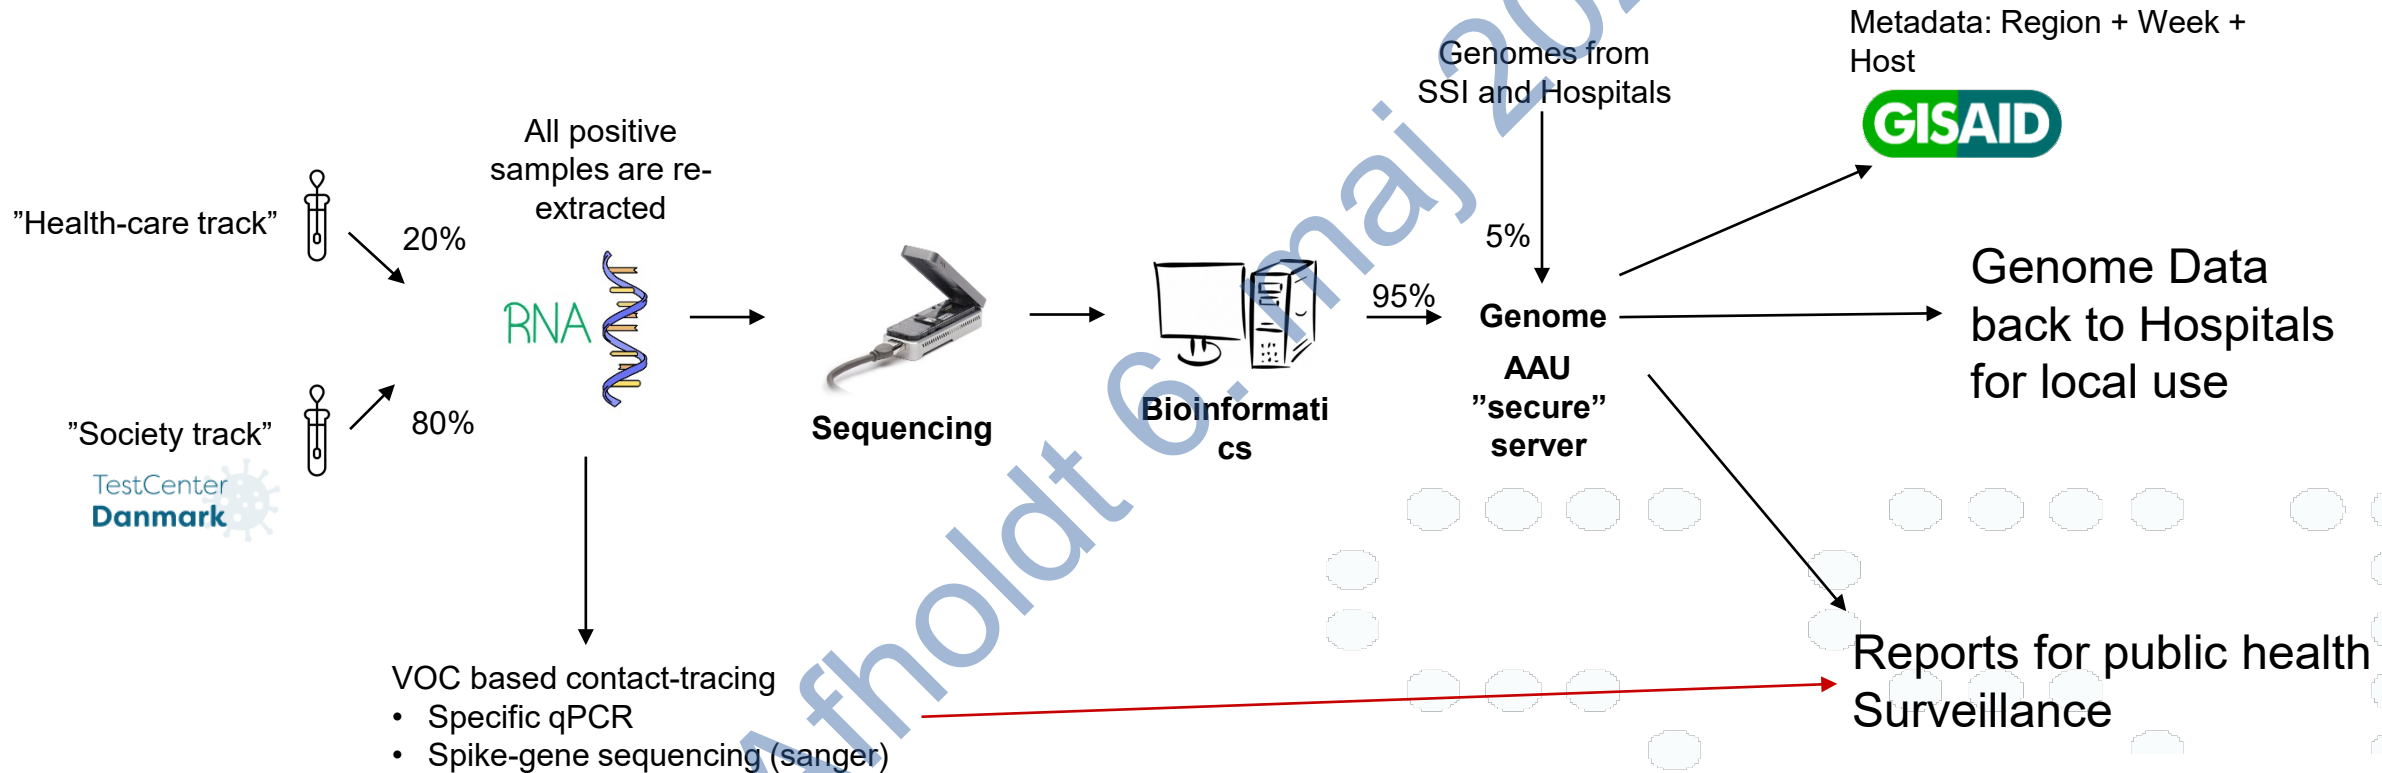 "Health-care track"
20%
"Society track"
80%
TestCenter
Danmark
All positive
samples are re-
extracted
RNA
VOC based contact-tracing
• Specific qPCR
• Spike-gene sequencing (sanger)
Sequencing
Bioinformati
cs
95%
Genomes from
SSI and Hospitals
5%
Genome
AAU
"secure"
server
Metadata: Region + Week +
Host
GISAID
Genome Data
back to Hospitals
for local use
Reports for public health
Surveillance
Afholdt 6. maj